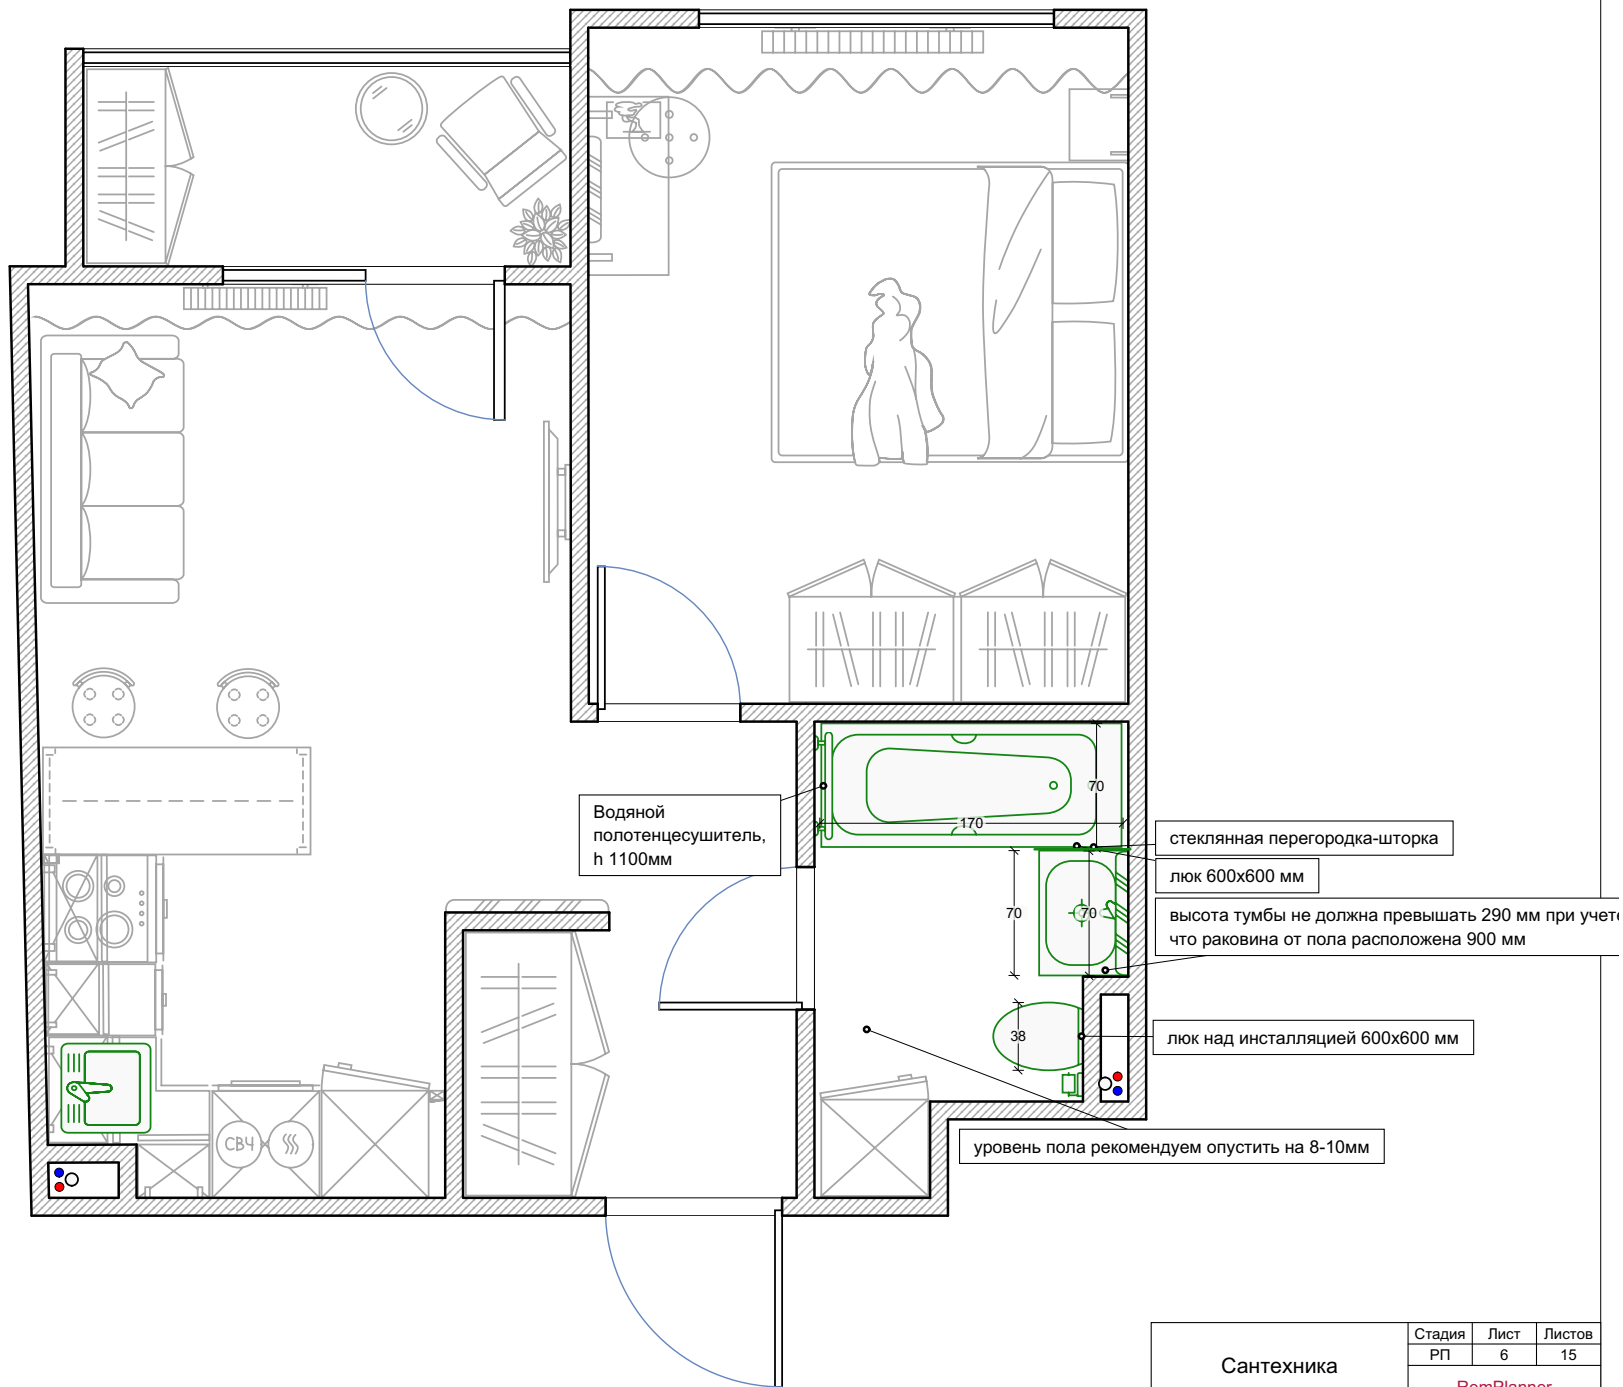 Водяной
полотенцесушитель,
h 1100мм
70
170
стеклянная перегородка-шторка
люк 600х600 мм
70
70
высота тумбы не должна превышать 290 мм при учете
что раковина от пола расположена 900 мм
38
люк над инсталляцией 600х600 мм
СВЧ
уровень пола рекомендуем опустить на 8-10мм
Сантехника
Стадия Лист Листов
РП 6 15
RemPlanner